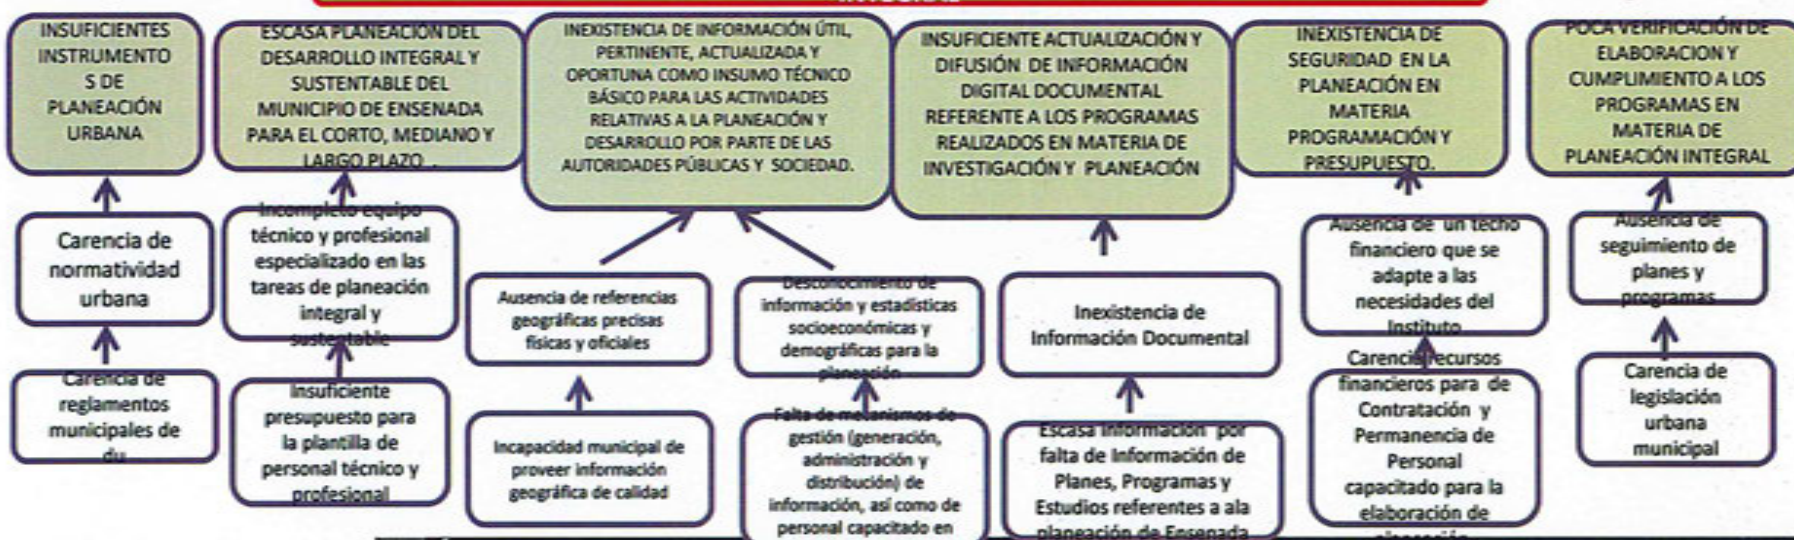 INTEGRAL
INSUFICIENTES
INSTRUMENTO
S DE
PLANEACIÓN
URBANA
ESCASA PLANEACIÓN DEL
DESARROLLO INTEGRAL Y
SUSTENTABLE DEL
MUNICIPIO DE ENSENADA
PARA EL CORTO, MEDIANO Y
LARGO PLAZO .
INEXISTENCIA DE INFORMACIÓN ÚTIL,
PERTINENTE, ACTUALIZADA Y
OPORTUNA COMO INSUMO TÉCNICO
BÁSICO PARA LAS ACTIVIDADES
RELATIVAS A LA PLANEACIÓN Y
DESARROLLO POR PARTE DE LAS
AUTORIDADES PÚBLICAS Y SOCIEDAD.
INSUFICIENTE ACTUALIZACIÓN Y
DIFUSIÓN DE INFORMACIÓN
DIGITAL DOCUMENTAL
REFERENTE A LOS PROGRAMAS
REALIZADOS EN MATERIA DE
INVESTIGACIÓN Y PLANEACIÓN
INEXISTENCIA DE
SEGURIDAD EN LA
PLANEACIÓN EN
MATERIA
PROGRAMACIÓN Y
PRESUPUESTO.
POCA VERIFICACIÓN DE
ELABORACION Y
CUMPLIMIENTO A LOS
PROGRAMAS EN
MATERIA DE
PLANEACIÓN INTEGRAL
Carencia de
normatividad
urbana
Incompleto equipo
técnico y profesional
especializado en las
tareas de planeación
integral y
sustentable
Ausencia de referencias
geográficas precisas
físicas y oficiales
Desconocimiento de
información y estadísticas
socioeconómicas y
demográficas para la
planeación
Inexistencia de
Información Documental
Ausencia de un techo
financiero que se
adapte a las
necesidades del
Instituto
Ausencia de
seguimiento de
planes y
programas
Carencia de
reglamentos
municipales de
du
Insuficiente
presupuesto para
la plantilla de
personal técnico y
profesional
Incapacidad municipal de
proveer información
geográfica de calidad
Falta de mecanismos de
gestión (generación,
administración y
distribución) de
información, así como de
personal capacitado en
Escasa Información por
falta de Información de
Planes, Programas y
Estudios referentes a ala
planeación de Ensenada
Carencia recursos
financieros para de
Contratación y
Permanencia de
Personal
capacitado para la
elaboración de
planeación
Carencia de
legislación
urbana
municipal